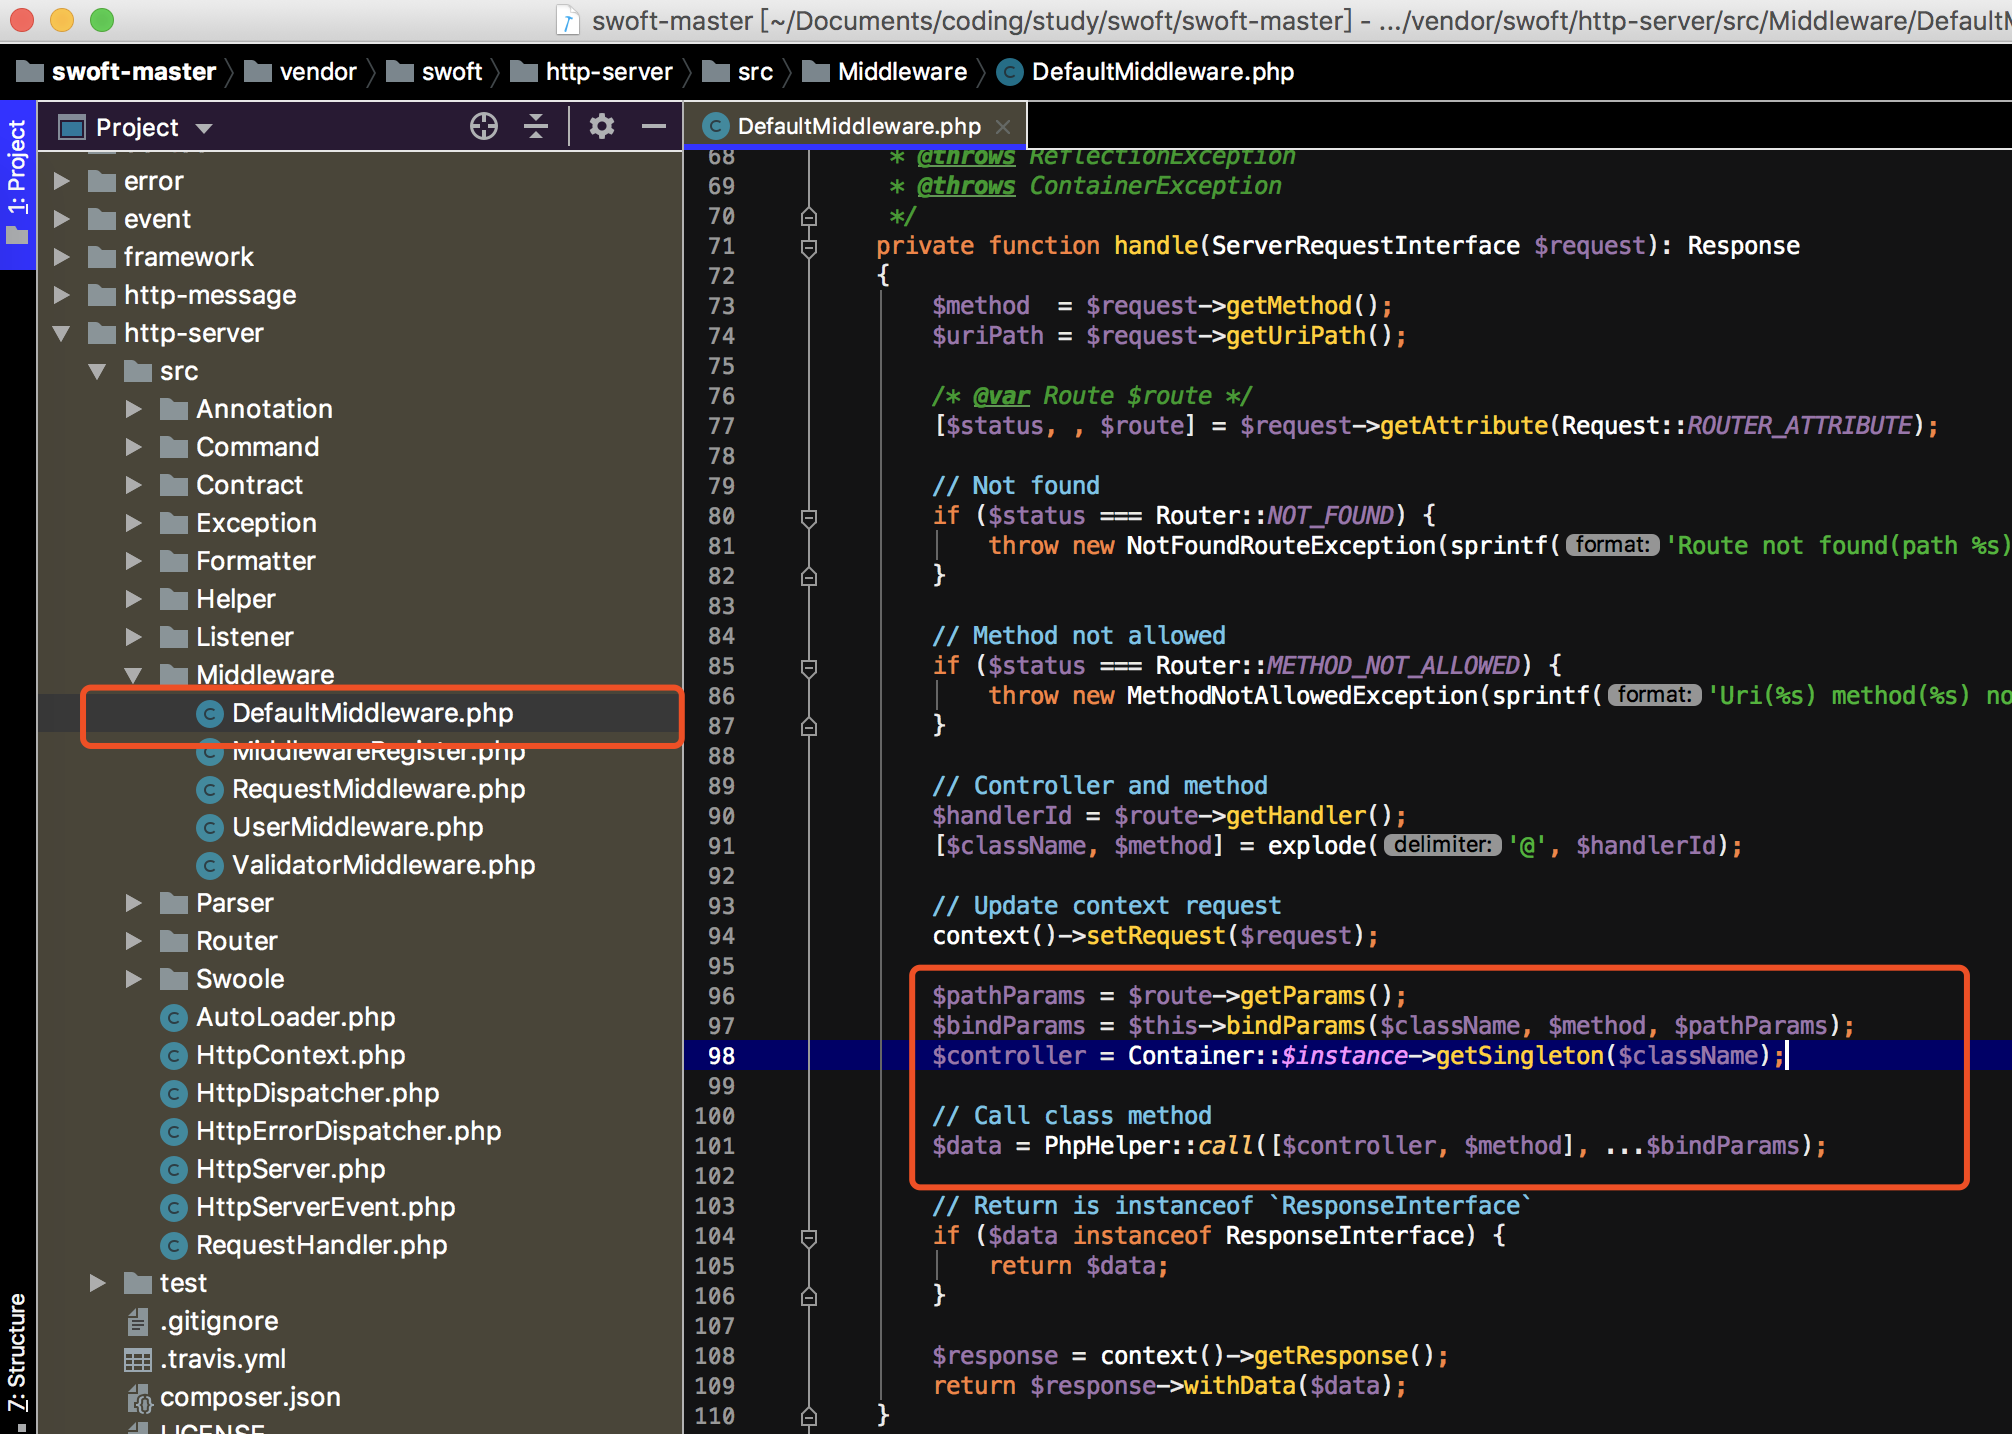 swoft-master [~/Documents/coding/study/swoft/swoft-master] - .../vendor/swoft/http-server/src/Middleware/DefaultM
swoft-master vendor swoft http-server src Middleware DefaultMiddleware.php
1: Project
7: Structure
Project
error
event
framework
http-message
http-server
src
Annotation
Command
Contract
Exception
Formatter
Helper
Listener
Middleware
DefaultMiddleware.php
MiddlewareRegister.php
RequestMiddleware.php
UserMiddleware.php
ValidatorMiddleware.php
Parser
Router
Swoole
AutoLoader.php
HttpContext.php
HttpDispatcher.php
HttpErrorDispatcher.php
HttpServer.php
HttpServerEvent.php
RequestHandler.php
test
.gitignore
.travis.yml
composer.json
LICENSE
DefaultMiddleware.php
68 * @throws ReflectionException
69 * @throws ContainerException
70 */
71 private function handle(ServerRequestInterface $request): Response
72 {
73 $method  = $request->getMethod();
74 $uriPath = $request->getUriPath();
75
76 /* @var Route $route */
77 [$status, , $route] = $request->getAttribute(Request::ROUTER_ATTRIBUTE);
78
79 // Not found
80 if ($status === Router::NOT_FOUND) {
81 throw new NotFoundRouteException(sprintf( format: 'Route not found(path %s)
82 }
83
84 // Method not allowed
85 if ($status === Router::METHOD_NOT_ALLOWED) {
86 throw new MethodNotAllowedException(sprintf( format: 'Uri(%s) method(%s) no
87 }
88
89 // Controller and method
90 $handlerId = $route->getHandler();
91 [$className, $method] = explode( delimiter: '@', $handlerId);
92
93 // Update context request
94 context()->setRequest($request);
95
96 $pathParams = $route->getParams();
97 $bindParams = $this->bindParams($className, $method, $pathParams);
98 $controller = Container::$instance->getSingleton($className);
99
100 // Call class method
101 $data = PhpHelper::call([$controller, $method], ...$bindParams);
102
103 // Return is instanceof `ResponseInterface`
104 if ($data instanceof ResponseInterface) {
105 return $data;
106 }
107
108 $response = context()->getResponse();
109 return $response->withData($data);
110 }